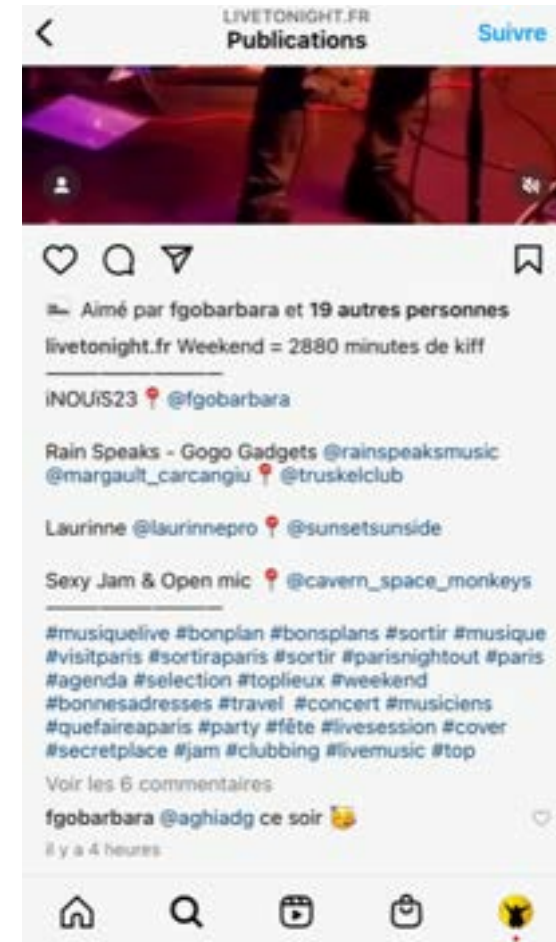 LIVETONIGHT.FR
Publications
Suivre
Aimé par fgobarbara et 19 autres personnes
livetonight.fr Weekend = 2880 minutes de kiff
iNOUïS23 📍 @fgobarbara
Rain Speaks - Gogo Gadgets @rainspeaksmusic
@margault_carcangiu 📍 @truskelclub
Laurinne @laurinnepro 📍 @sunsetsunside
Sexy Jam & Open mic 📍 @cavern_space_monkeys
#musiquelive #bonplan #bonsplans #sortir #musique
#visitparis #sortiraparis #sortir #parisnightout #paris
#agenda #selection #toplieux #weekend
#bonnesadresses #travel #concert #musiciens
#quefaireaparis #party #fête #livesession #cover
#secretplace #jam #clubbing #livemusic #top
Voir les 6 commentaires
fgobarbara @aghiadg ce soir
il y a 4 heures